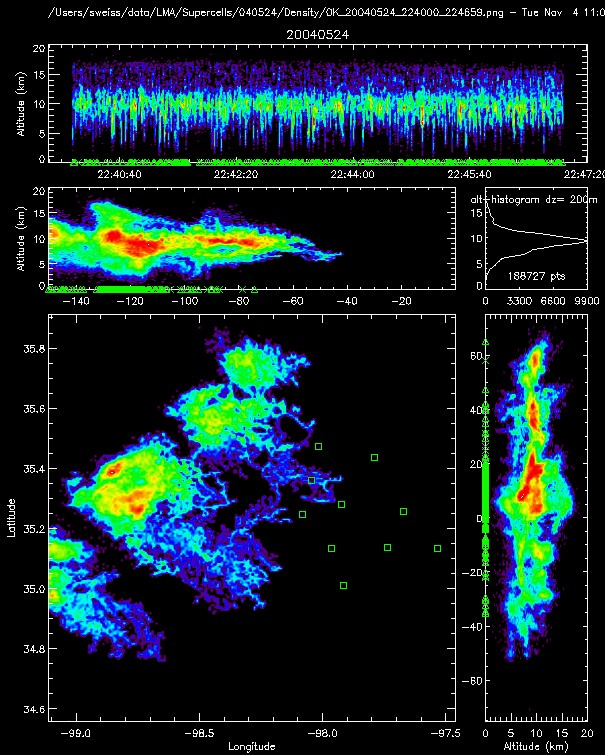 /Users/sweiss/data/LMA/Supercells/040524/Density/OK_20040524_224000_224659.png – Tue Nov 4 11:0
20040524
Altitude (km)
20
15
10
5
0
22:40:40 22:42:20 22:44:00 22:45:40 22:47:20
Altitude (km)
20
15
10
5
0
−140 −120 −100 −80 −60 −40 −20
alt−histogram dz= 200m
20
15
10
5
0
188727 pts
0 3300 6600 9900
Latitude
35.8
35.6
35.4
35.2
35.0
34.8
34.6
−99.0 −98.5 −98.0 −97.5
Longitude
60
40
20
0
−20
−40
−60
0 5 10 15 20
Altitude (km)